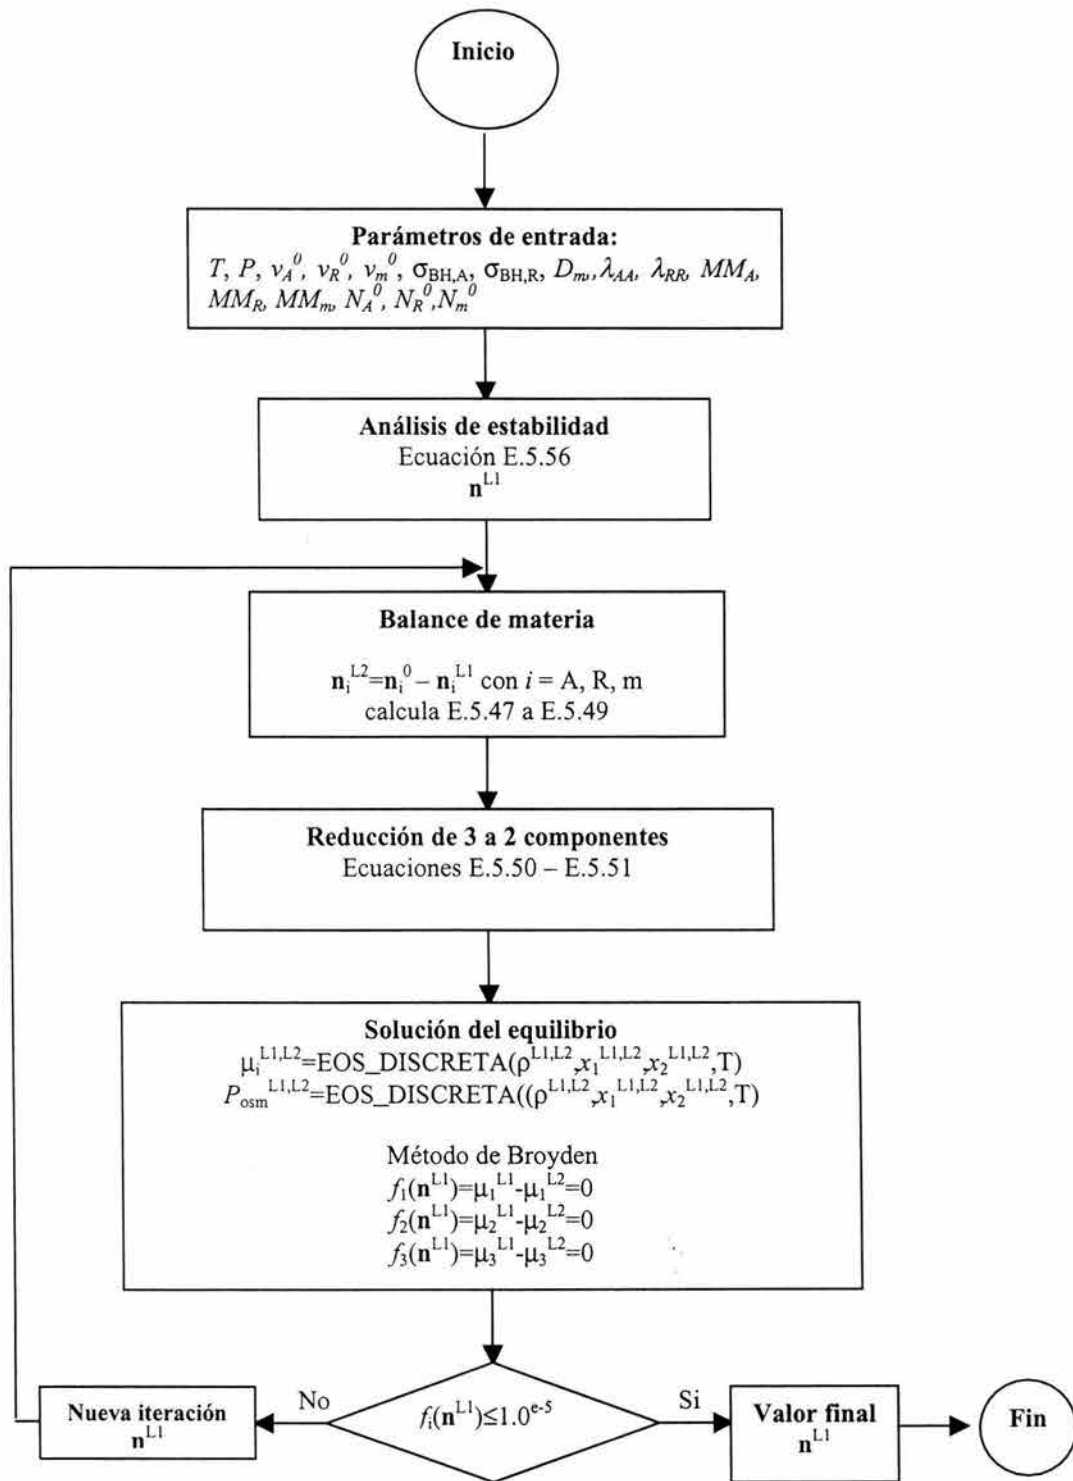 Inicio
Parámetros de entrada:
T, P, v_A^0, v_R^0, v_m^0, σ_BH,A, σ_BH,R, D_m, λ_AA, λ_RR, MM_A,
MM_R, MM_m, N_A^0, N_R^0, N_m^0
Análisis de estabilidad
Ecuación E.5.56
n^L1
Balance de materia
n_i^L2=n_i^0 – n_i^L1 con i = A, R, m
calcula E.5.47 a E.5.49
Reducción de 3 a 2 componentes
Ecuaciones E.5.50 – E.5.51
Solución del equilibrio
μ_i^L1,L2=EOS_DISCRETA(ρ^L1,L2,x_1^L1,L2,x_2^L1,L2,T)
P_osm^L1,L2=EOS_DISCRETA((ρ^L1,L2,x_1^L1,L2,x_2^L1,L2,T)
Método de Broyden
f_1(n^L1)=μ_1^L1-μ_1^L2=0
f_2(n^L1)=μ_2^L1-μ_2^L2=0
f_3(n^L1)=μ_3^L1-μ_3^L2=0
Nueva iteración
n^L1
No
f_i(n^L1)≤1.0^e-5
Si
Valor final
n^L1
Fin